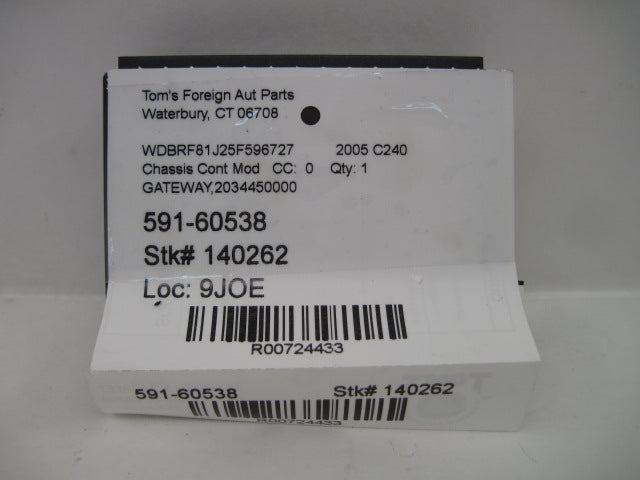 Tom's Foreign Aut Parts
Waterbury, CT 06708
WDBRF81J25F596727 2005 C240
Chassis Cont Mod CC: 0 Qty: 1
GATEWAY,2034450000
591-60538
Stk# 140262
Loc: 9JOE
R00724433
591-60538 Stk# 140262
R00724433